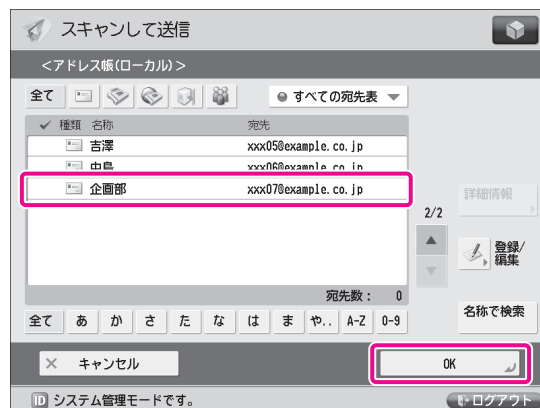 スキャンして送信
<アドレス帳(ローカル)>
全て
● すべての宛先表
種類 名称 宛先
吉澤 xxx05@example.co.jp
中島 xxx06@example.co.jp
企画部 xxx07@example.co.jp
詳細情報
2/2
登録/
編集
宛先数: 0
全て あ か さ た な は ま や.. A-Z 0-9
名称で検索
× キャンセル
OK
ID システム管理モードです。
ログアウト